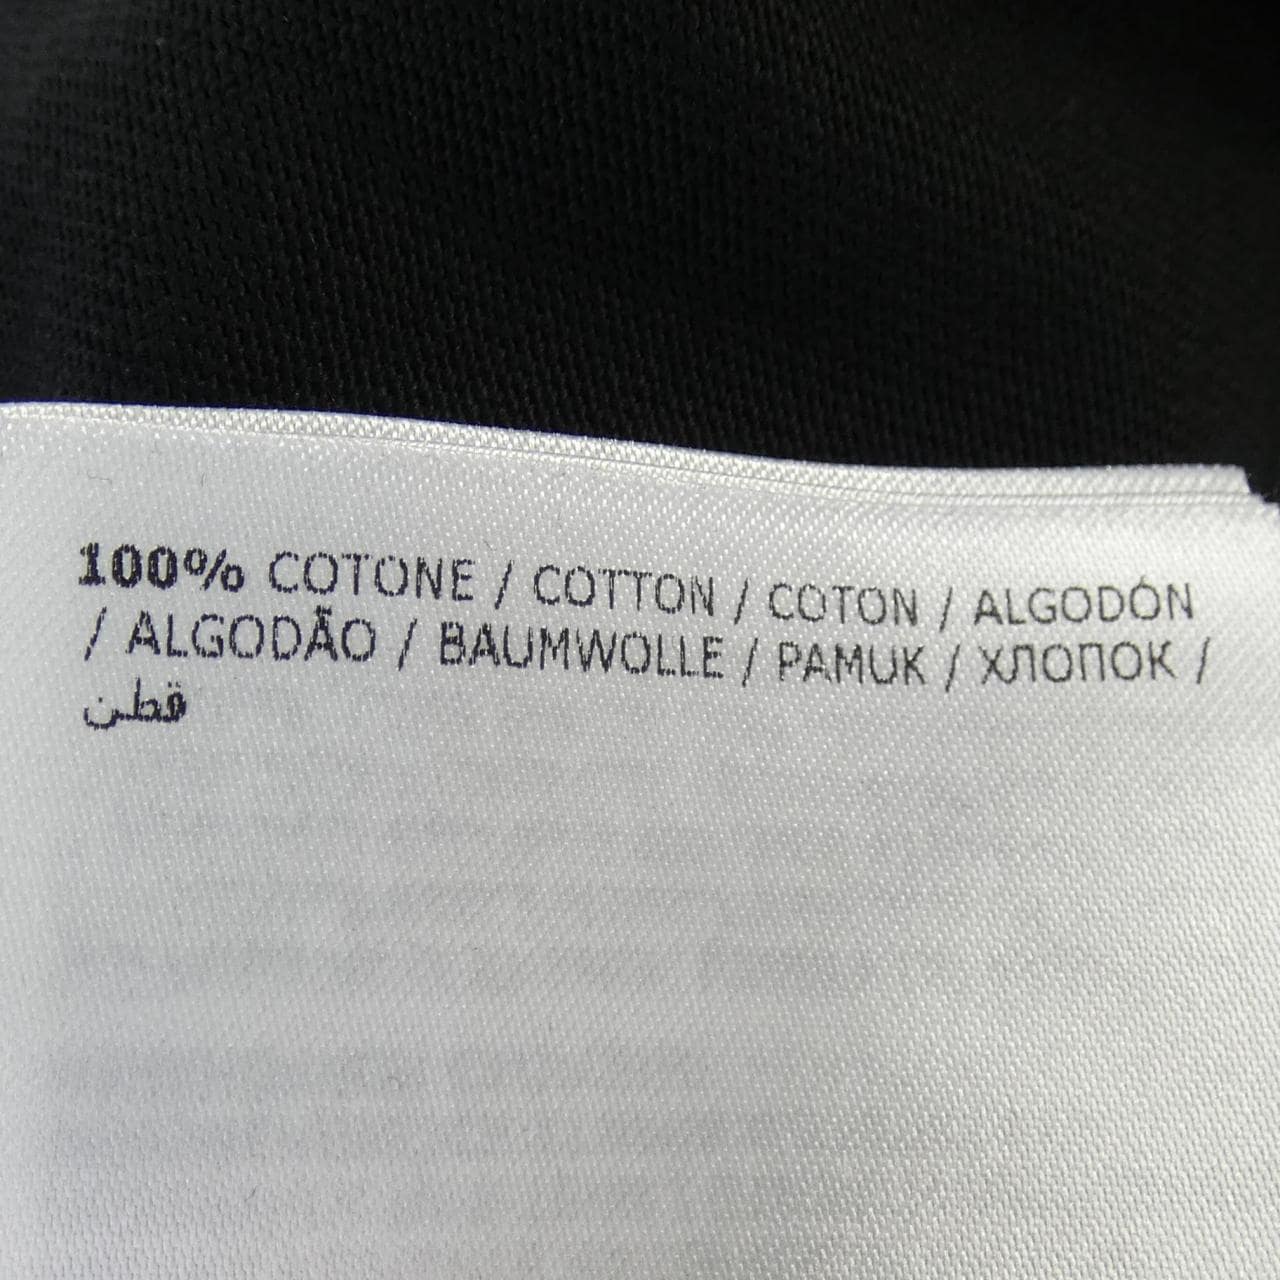 100% COTONE / COTTON / COTON / ALGODÓN
/ ALGODÃO / BAUMWOLLE / PAMUK / ХЛОПОК /
قطن